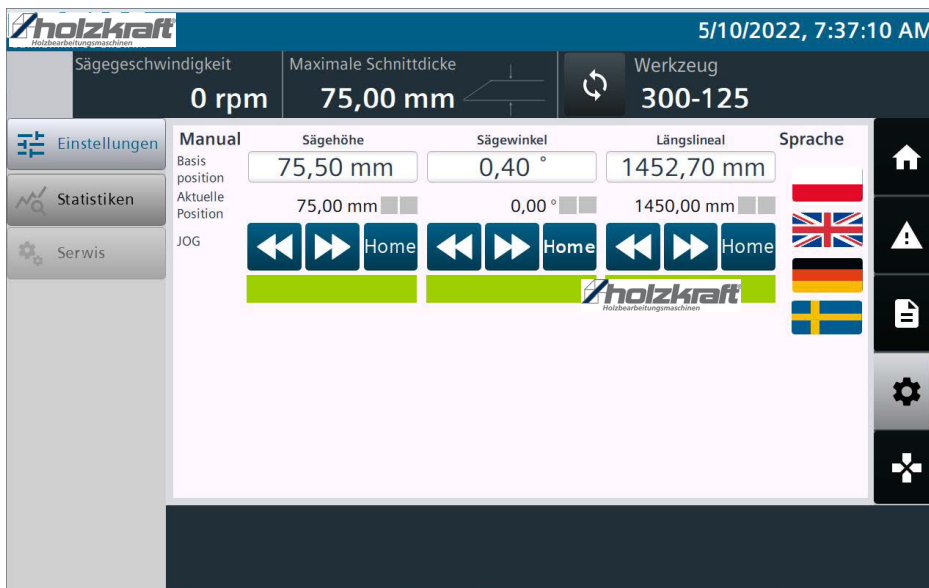 holzkraft
Holzbearbeitungsmaschinen
5/10/2022, 7:37:10 AM
Sägegeschwindigkeit
0 rpm
Maximale Schnittdicke
75,00 mm
Werkzeug
300-125
Einstellungen
Statistiken
Serwis
Manual
Sägehöhe
Sägewinkel
Längslineal
Sprache
Basis
position
75,50 mm
0,40 °
1452,70 mm
Aktuelle
Position
75,00 mm
0,00 °
1450,00 mm
JOG
Home
Home
Home
holzkraft
Holzbearbeitungsmaschinen